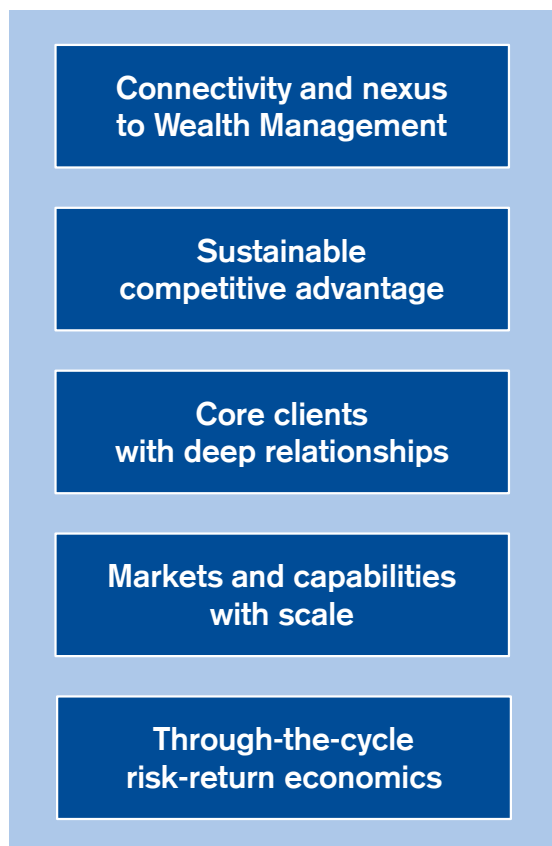 Connectivity and nexus
to Wealth Management
Sustainable
competitive advantage
Core clients
with deep relationships
Markets and capabilities
with scale
Through-the-cycle
risk-return economics